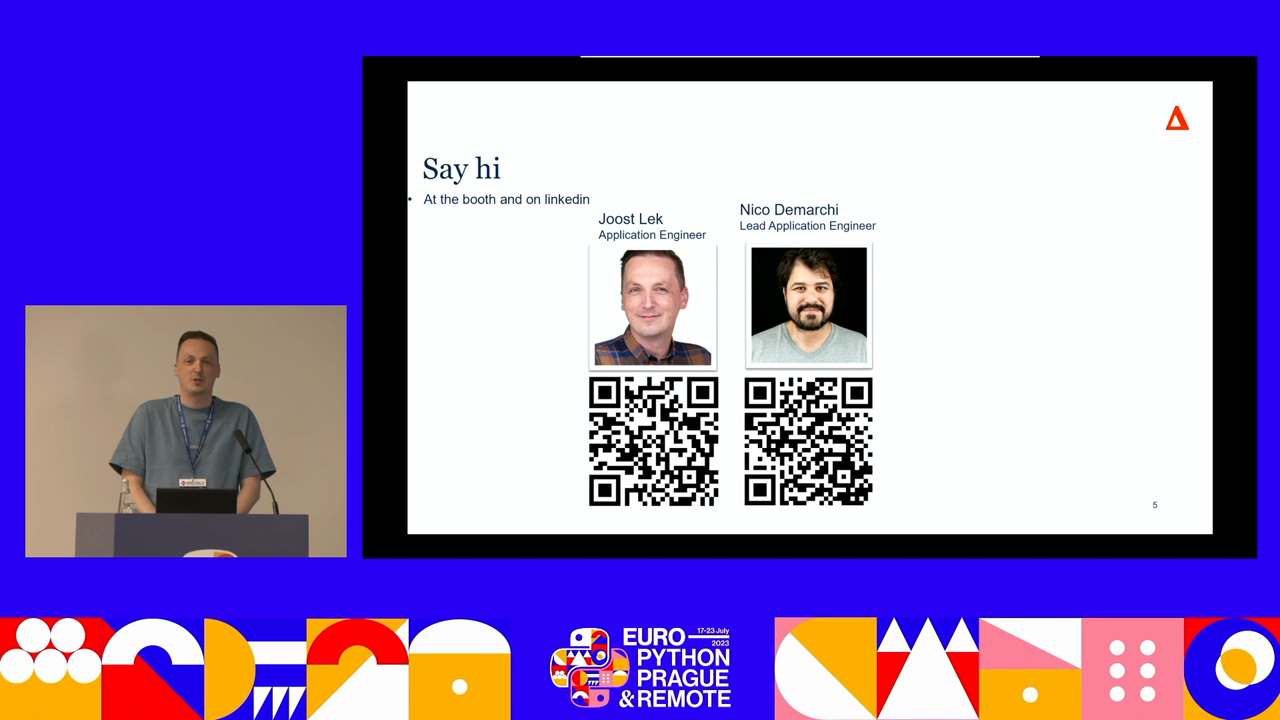 Say hi
• At the booth and on linkedin
Joost Lek
Application Engineer
Nico Demarchi
Lead Application Engineer
5
17-23 July
2023
EURO
PYTHON
PRAGUE
& REMOTE